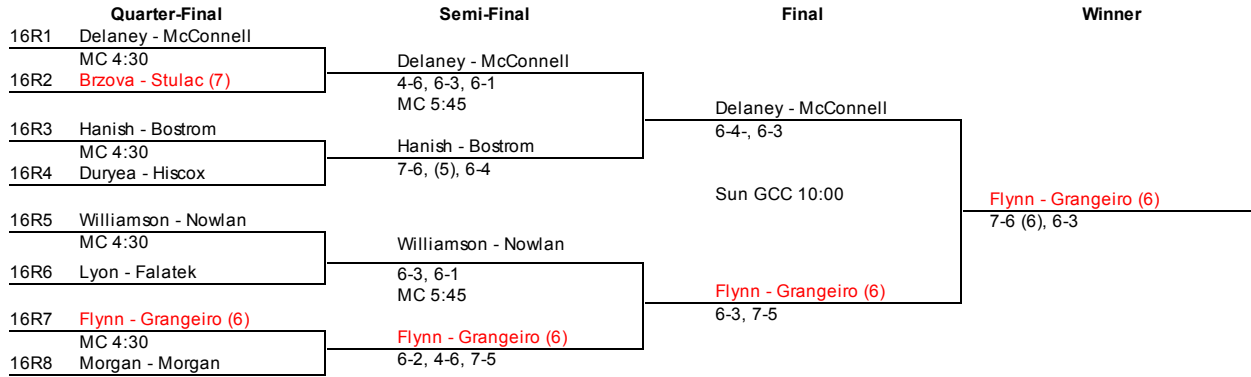 Quarter-Final Semi-Final Final Winner
16R1 Delaney - McConnell
MC 4:30
16R2 Brzova - Stulac (7)
Delaney - McConnell
4-6, 6-3, 6-1
MC 5:45
16R3 Hanish - Bostrom
MC 4:30
16R4 Duryea - Hiscox
Hanish - Bostrom
7-6, (5), 6-4
Delaney - McConnell
6-4-, 6-3
Sun GCC 10:00
16R5 Williamson - Nowlan
MC 4:30
16R6 Lyon - Falatek
Williamson - Nowlan
6-3, 6-1
MC 5:45
16R7 Flynn - Grangeiro (6)
MC 4:30
16R8 Morgan - Morgan
Flynn - Grangeiro (6)
6-2, 4-6, 7-5
Flynn - Grangeiro (6)
6-3, 7-5
Flynn - Grangeiro (6)
7-6 (6), 6-3